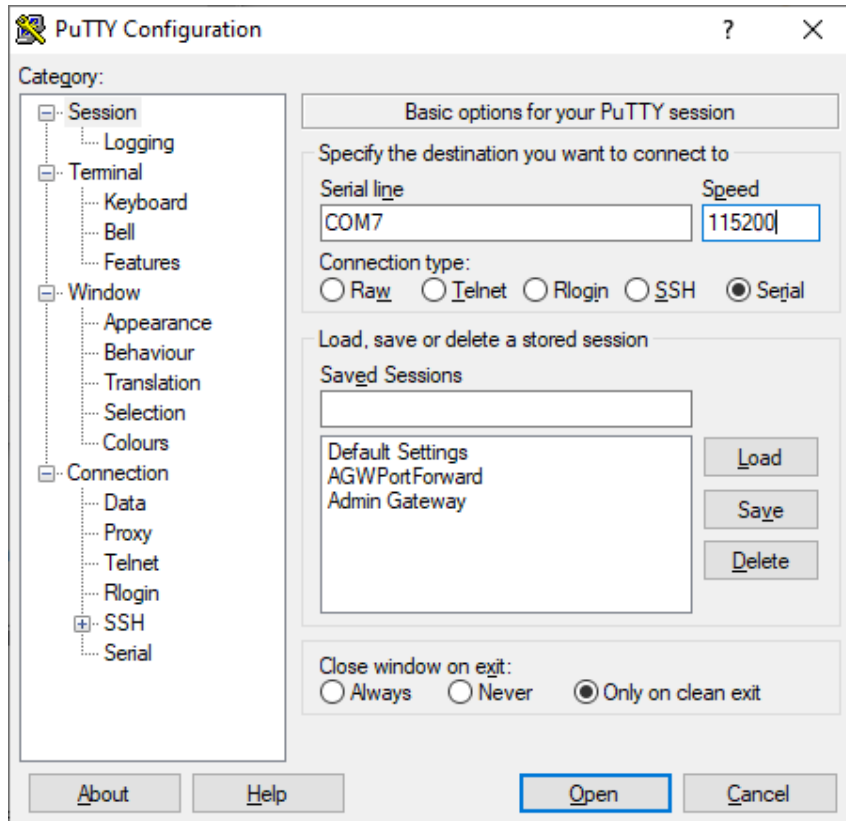 PuTTY Configuration
?
Category:
Session
Logging
Terminal
Keyboard
Bell
Features
Window
Appearance
Behaviour
Translation
Selection
Colours
Connection
Data
Proxy
Telnet
Rlogin
SSH
Serial
Basic options for your PuTTY session
Specify the destination you want to connect to
Serial line Speed
COM7 115200
Connection type:
Raw Telnet Rlogin SSH Serial
Load, save or delete a stored session
Saved Sessions
Default Settings
AGWPortForward
Admin Gateway
Load
Save
Delete
Close window on exit:
Always Never Only on clean exit
About Help Open Cancel